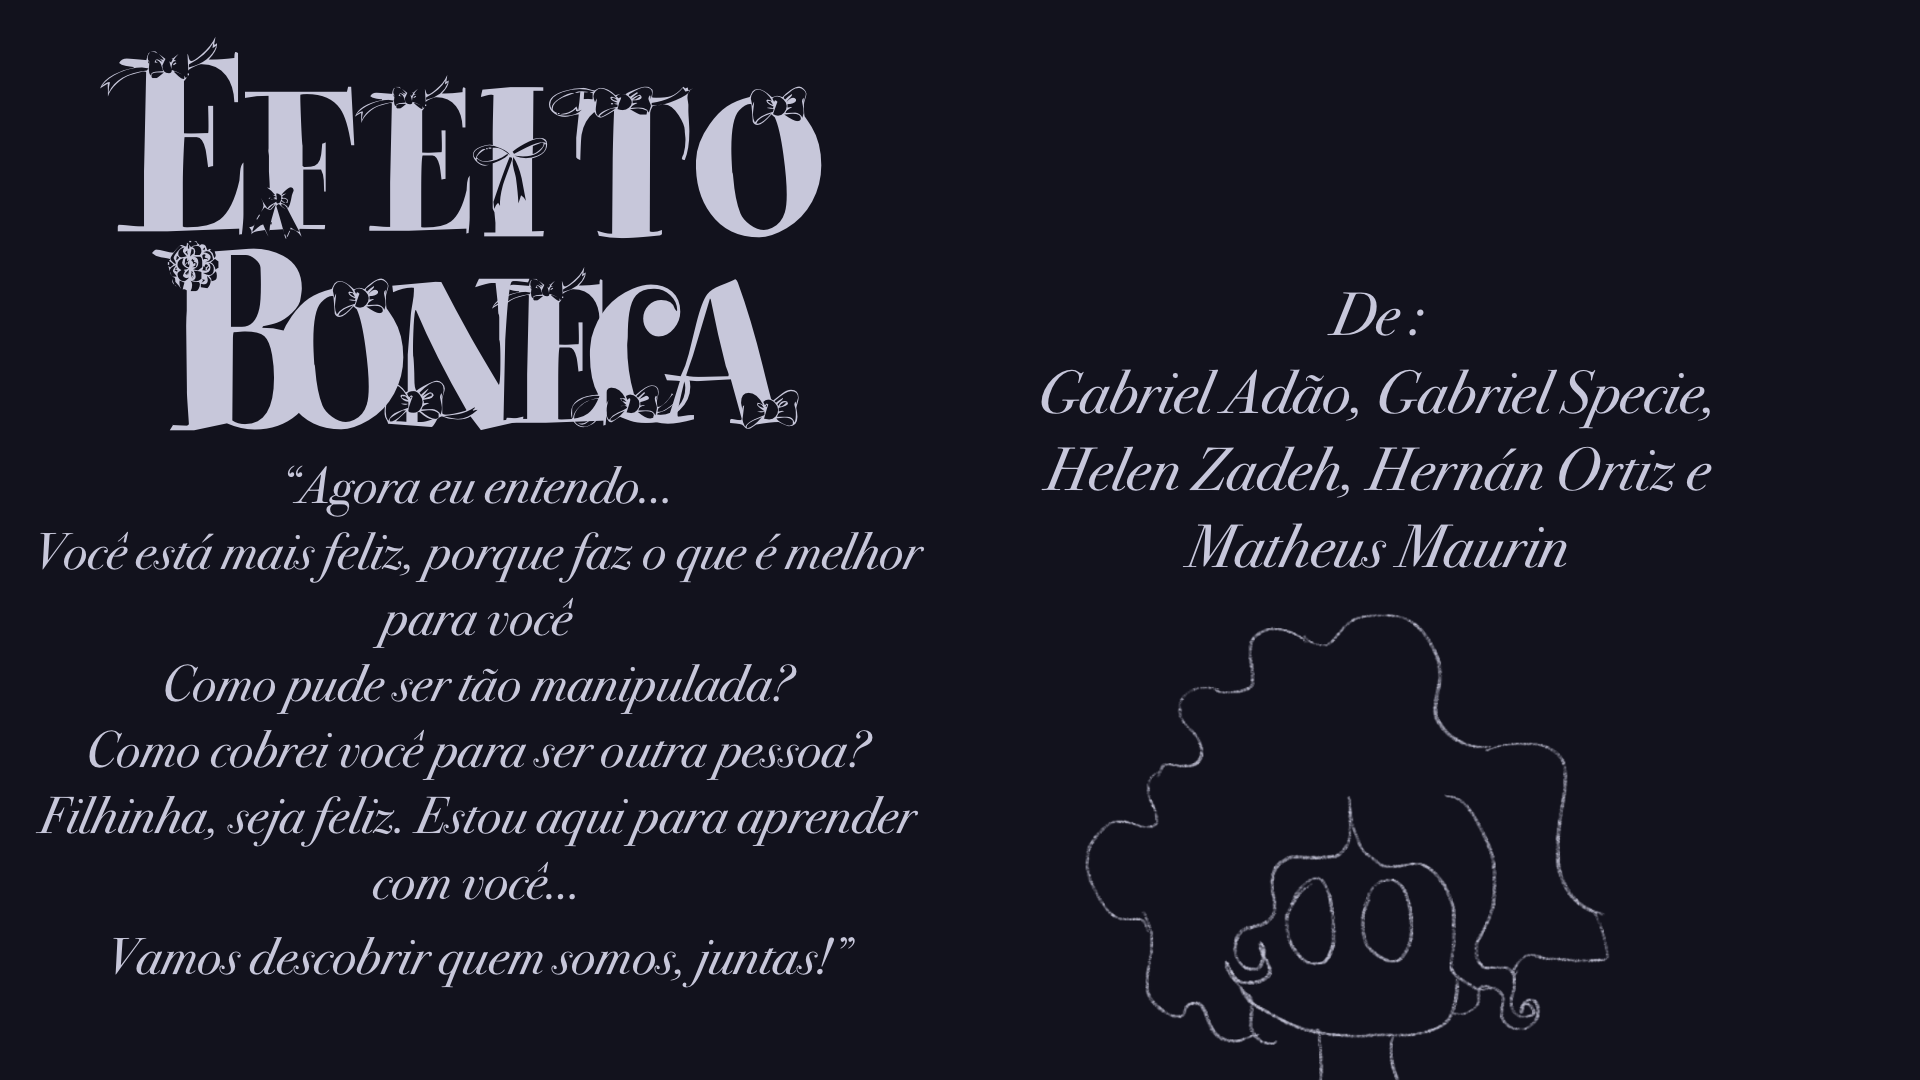 EFEITO
BONECA
“Agora eu entendo...
Você está mais feliz, porque faz o que é melhor
para você
Como pude ser tão manipulada?
Como cobrei você para ser outra pessoa?
Filhinha, seja feliz. Estou aqui para aprender
com você...
Vamos descobrir quem somos, juntas!”
De :
Gabriel Adão, Gabriel Specie,
Helen Zadeh, Hernán Ortiz e
Matheus Maurin